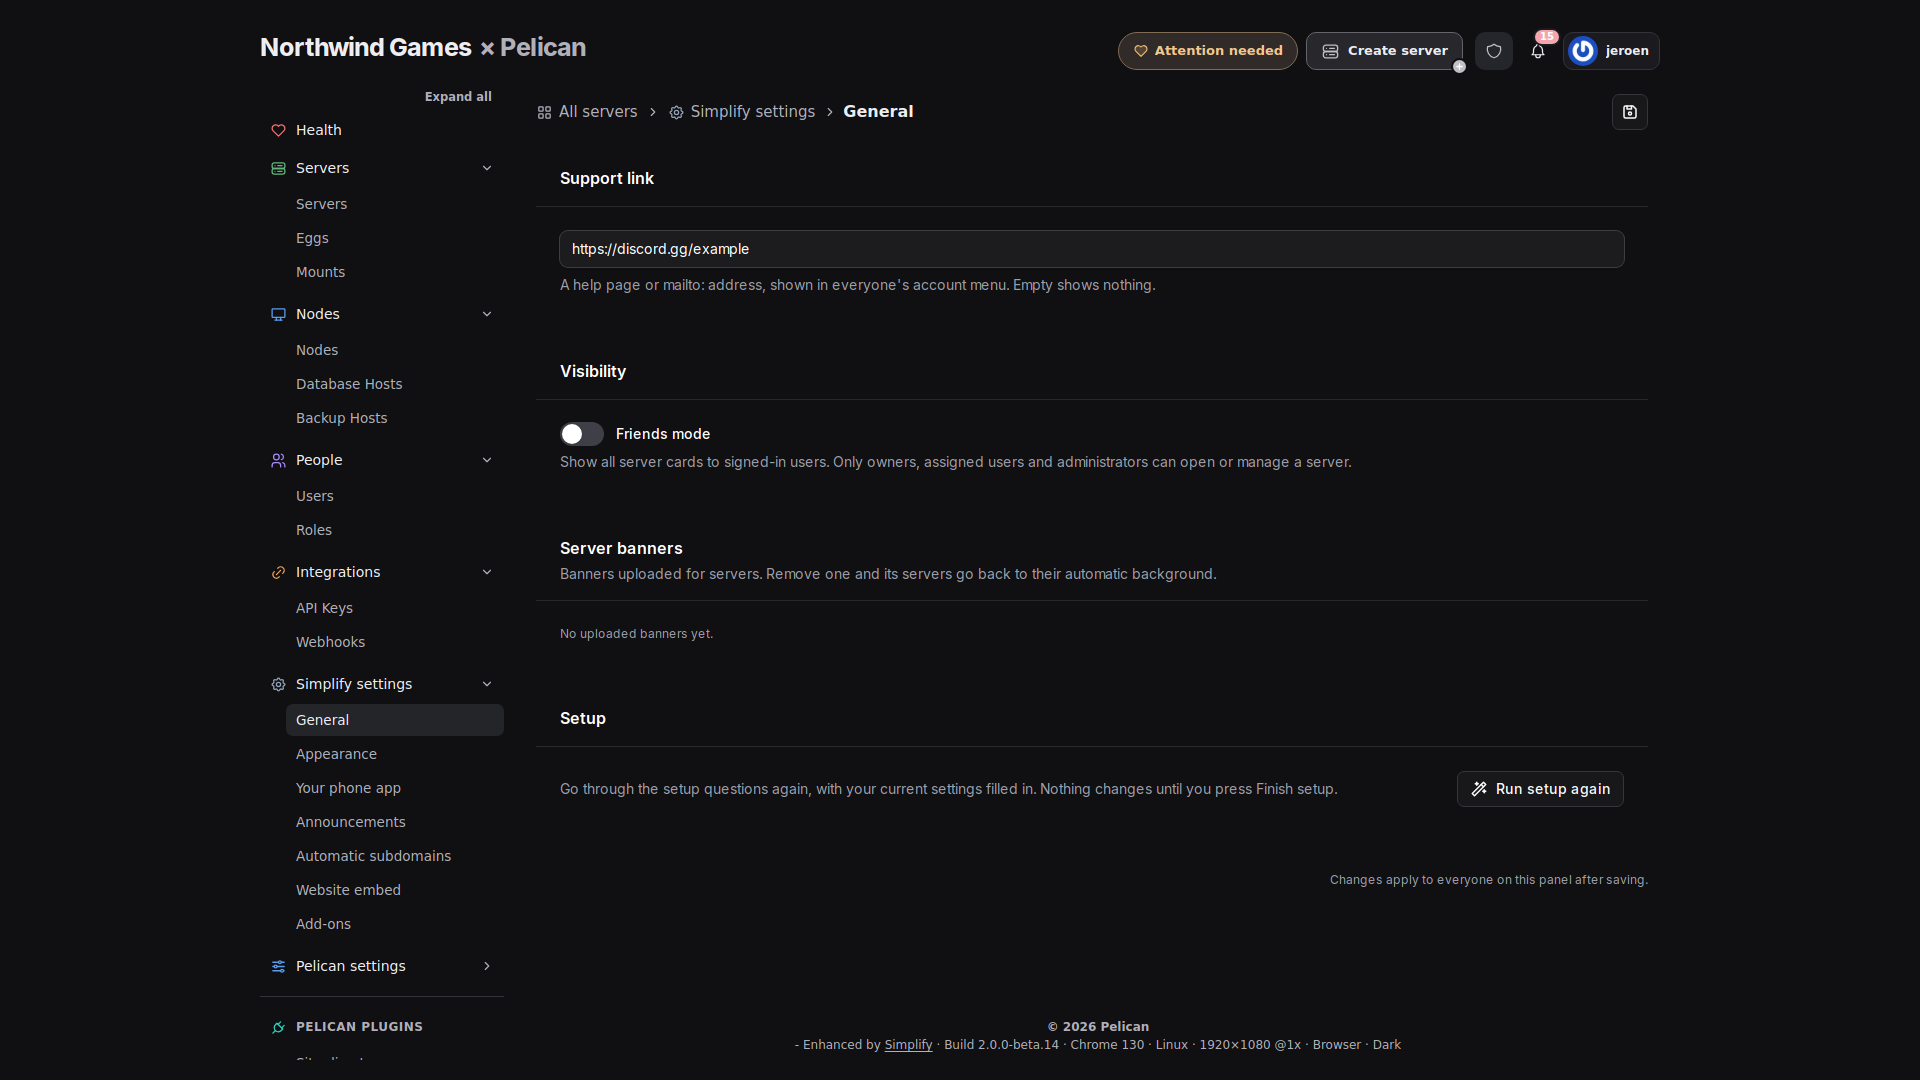 Northwind Games × Pelican
Attention needed
Create server
15
jeroen
Expand all
Health
Servers
Servers
Eggs
Mounts
Nodes
Nodes
Database Hosts
Backup Hosts
People
Users
Roles
Integrations
API Keys
Webhooks
Simplify settings
General
Appearance
Your phone app
Announcements
Automatic subdomains
Website embed
Add-ons
Pelican settings
PELICAN PLUGINS
All servers > Simplify settings > General
Support link
https://discord.gg/example
A help page or mailto: address, shown in everyone's account menu. Empty shows nothing.
Visibility
Friends mode
Show all server cards to signed-in users. Only owners, assigned users and administrators can open or manage a server.
Server banners
Banners uploaded for servers. Remove one and its servers go back to their automatic background.
No uploaded banners yet.
Setup
Go through the setup questions again, with your current settings filled in. Nothing changes until you press Finish setup.
Run setup again
Changes apply to everyone on this panel after saving.
© 2026 Pelican
- Enhanced by Simplify · Build 2.0.0-beta.14 · Chrome 130 · Linux · 1920×1080 @1x · Browser · Dark